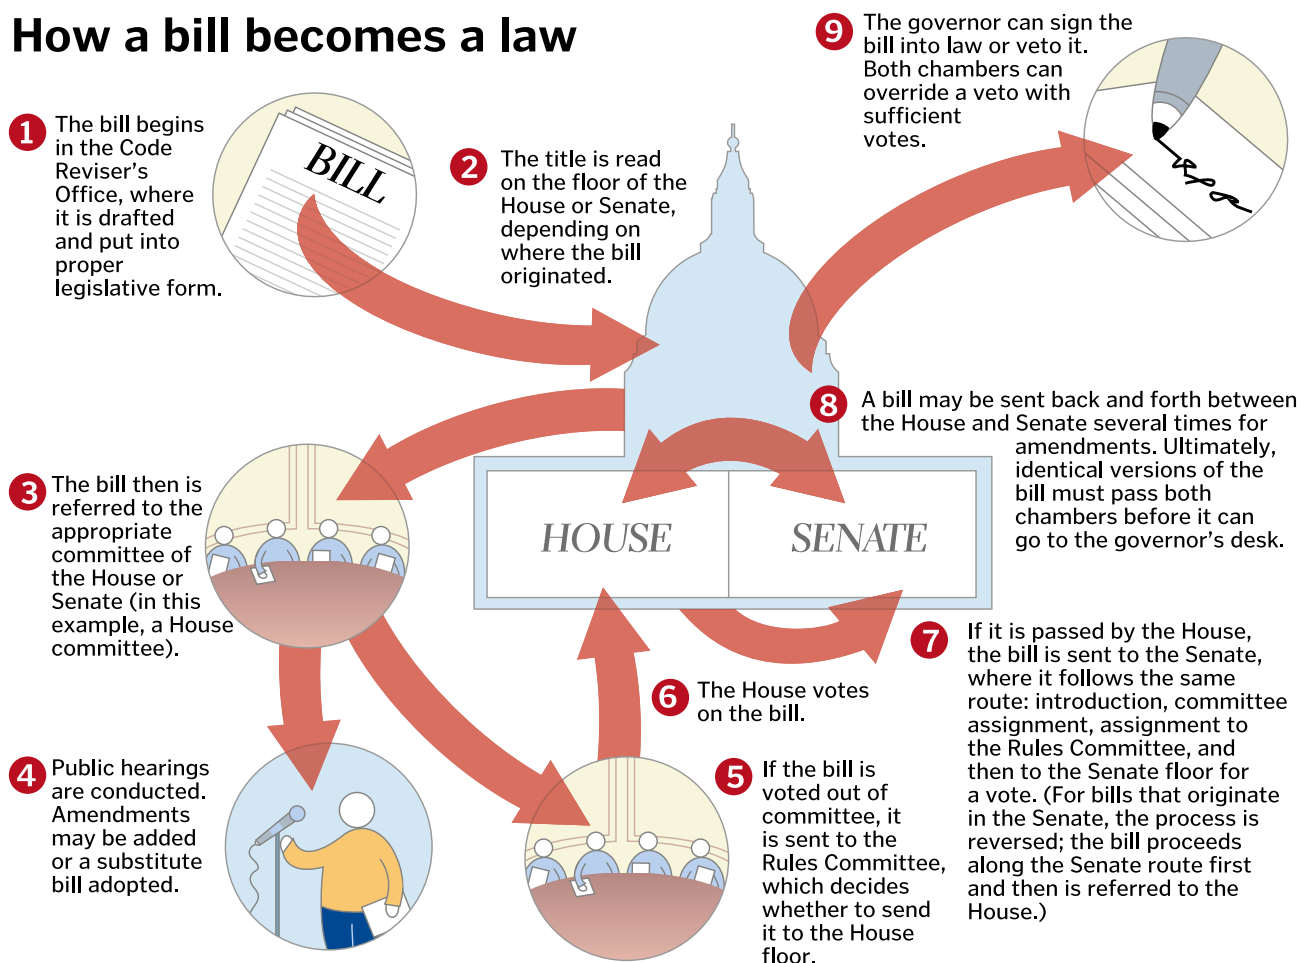 How a bill becomes a law
1
The bill begins
in the Code
Reviser’s
Office, where
it is drafted
and put into
proper
legislative form.
BILL
2
The title is read
on the floor of the
House or Senate,
depending on
where the bill
originated.
3
The bill then is
referred to the
appropriate
committee of
the House or
Senate (in this
example, a House
committee).
4
Public hearings
are conducted.
Amendments
may be added
or a substitute
bill adopted.
5
If the bill is
voted out of
committee, it
is sent to the
Rules Committee,
which decides
whether to send
it to the House
floor.
6
The House votes
on the bill.
HOUSE
SENATE
7
If it is passed by the House,
the bill is sent to the Senate,
where it follows the same
route: introduction, committee
assignment, assignment to
the Rules Committee, and
then to the Senate floor for
a vote. (For bills that originate
in the Senate, the process is
reversed; the bill proceeds
along the Senate route first
and then is referred to the
House.)
8
A bill may be sent back and forth between
the House and Senate several times for
amendments. Ultimately,
identical versions of the
bill must pass both
chambers before it can
go to the governor’s desk.
9
The governor can sign the
bill into law or veto it.
Both chambers can
override a veto with
sufficient
votes.